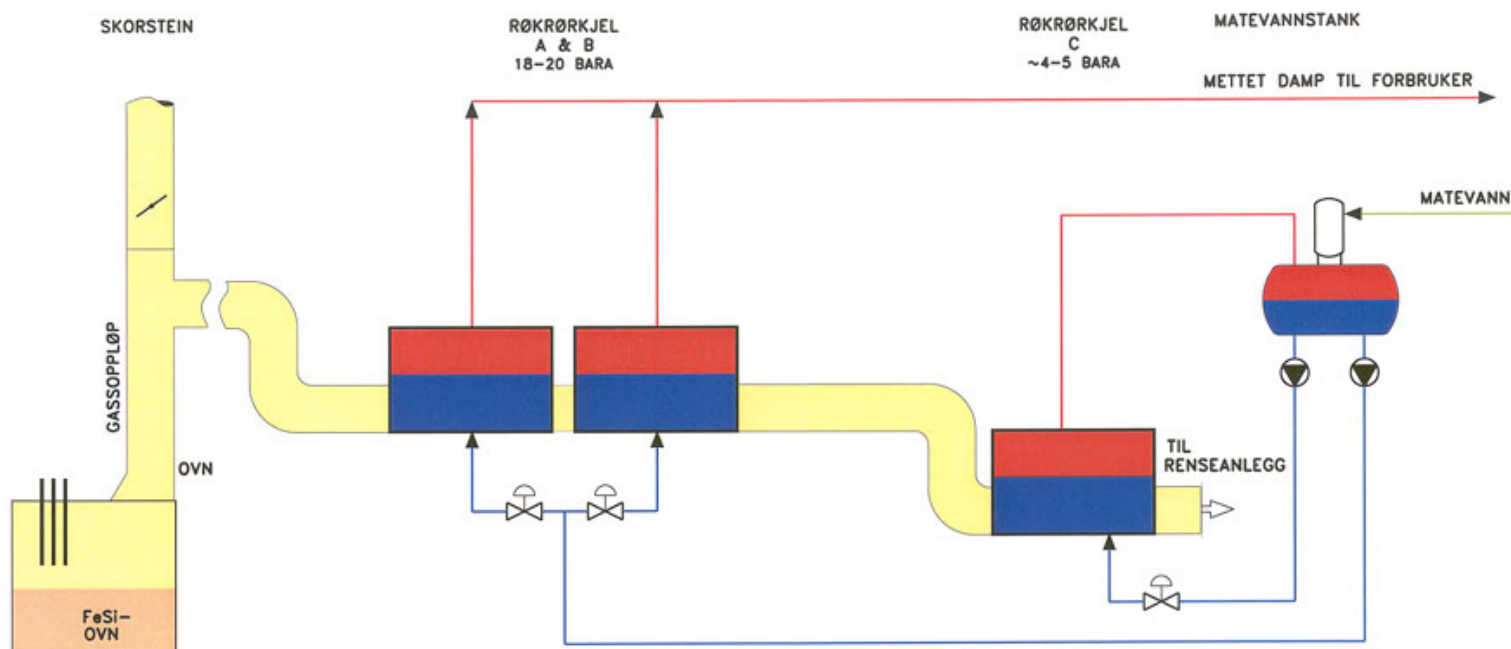 SKORSTEIN
RØKRØRKJEL
A & B
18-20 BARA
RØKRØRKJEL
C
~4-5 BARA
MATEVANNSTANK
METTET DAMP TIL FORBRUKER
MATEVANN
GASSOPPLØP
OVN
TIL
RENSEANLEGG
FeSi-
OVN